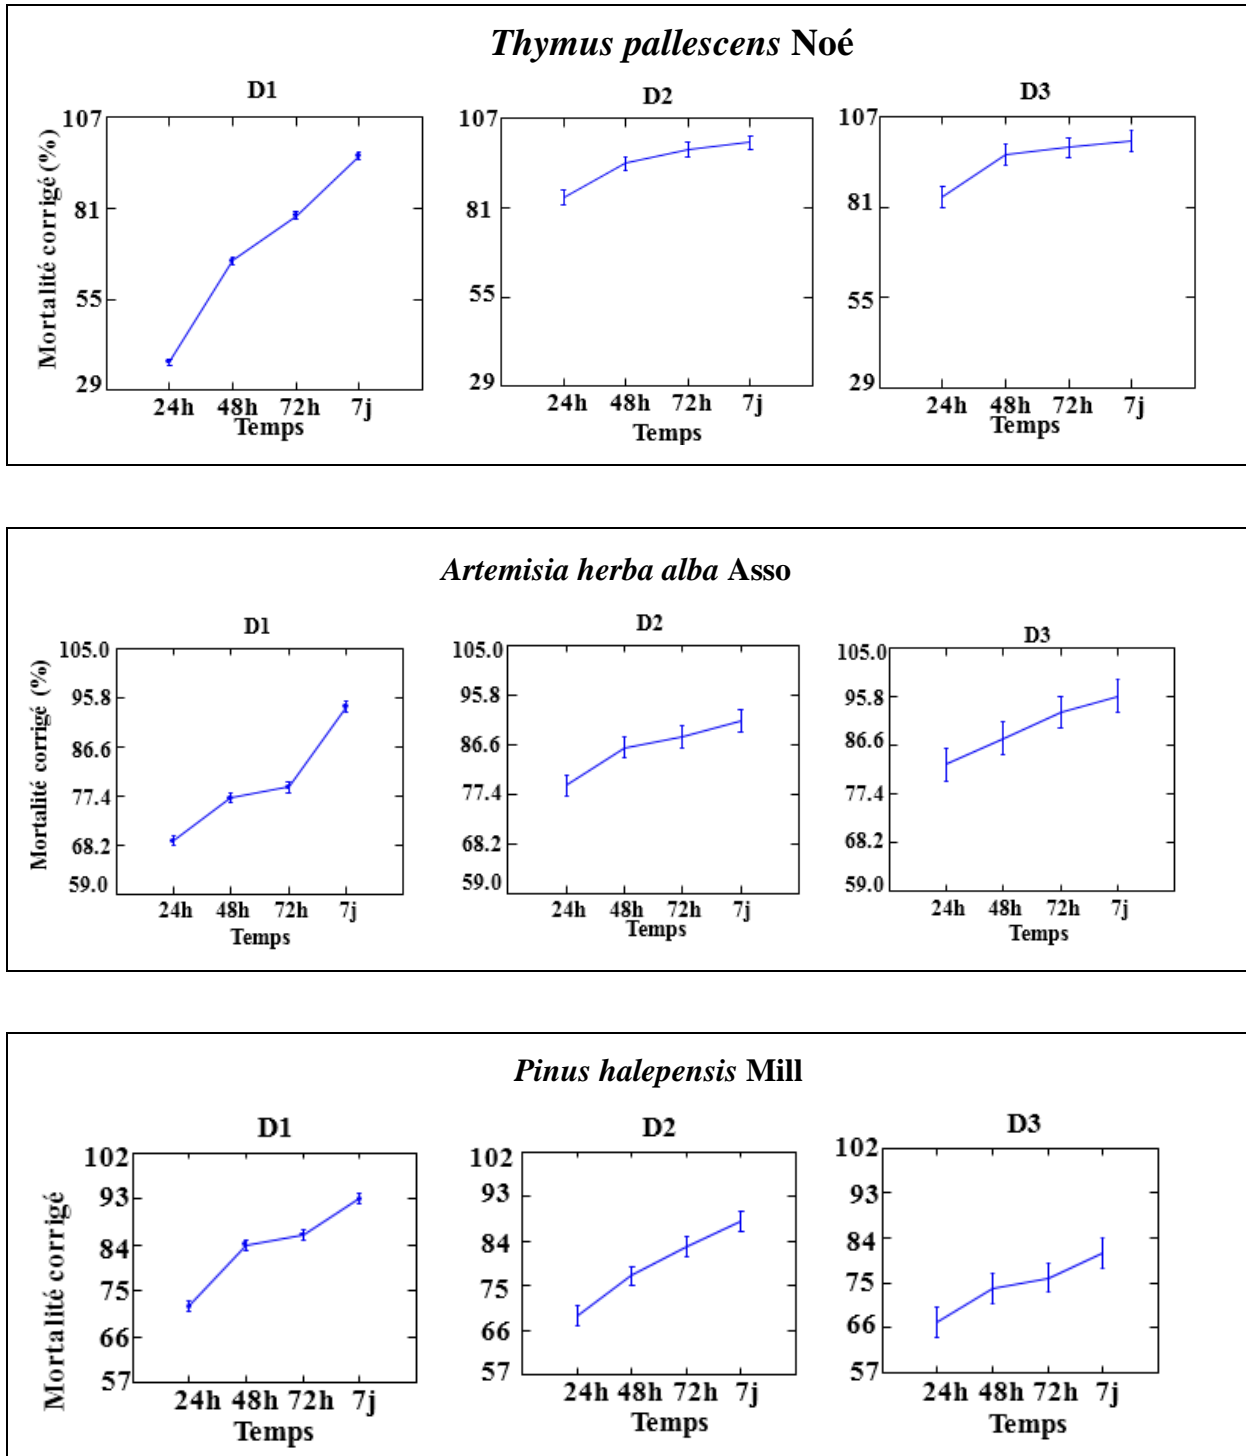 Thymus pallescens Noé
D1
D2
D3
Mortalité corrigé (%)
107
81
55
29
24h 48h 72h 7j
Temps
107
81
55
29
24h 48h 72h 7j
Temps
107
81
55
29
24h 48h 72h 7j
Temps
Artemisia herba alba Asso
D1
D2
D3
Mortalité corrigé (%)
105.0
95.8
86.6
77.4
68.2
59.0
24h 48h 72h 7j
Temps
105.0
95.8
86.6
77.4
68.2
59.0
24h 48h 72h 7j
Temps
105.0
95.8
86.6
77.4
68.2
59.0
24h 48h 72h 7j
Temps
Pinus halepensis Mill
D1
D2
D3
Mortalité corrigé
102
93
84
75
66
57
24h 48h 72h 7j
Temps
102
93
84
75
66
57
24h 48h 72h 7j
Temps
102
93
84
75
66
57
24h 48h 72h 7j
Temps